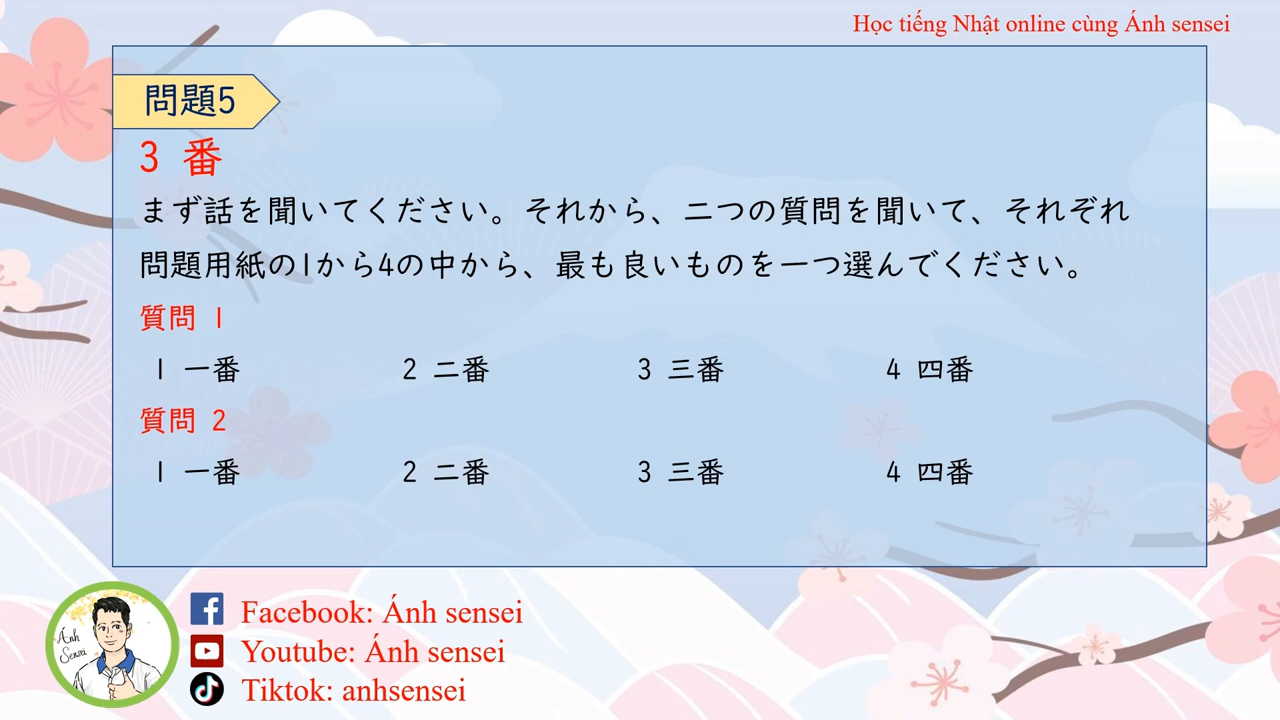 Học tiếng Nhật online cùng Ánh sensei
問題5
3 番
まず話を聞いてください。それから、二つの質問を聞いて、それぞれ
問題用紙の1から4の中から、最も良いものを一つ選んでください。
質問 1
1 一番 2 二番 3 三番 4 四番
質問 2
1 一番 2 二番 3 三番 4 四番
Ánh
Sensei
Facebook: Ánh sensei
Youtube: Ánh sensei
Tiktok: anhsensei